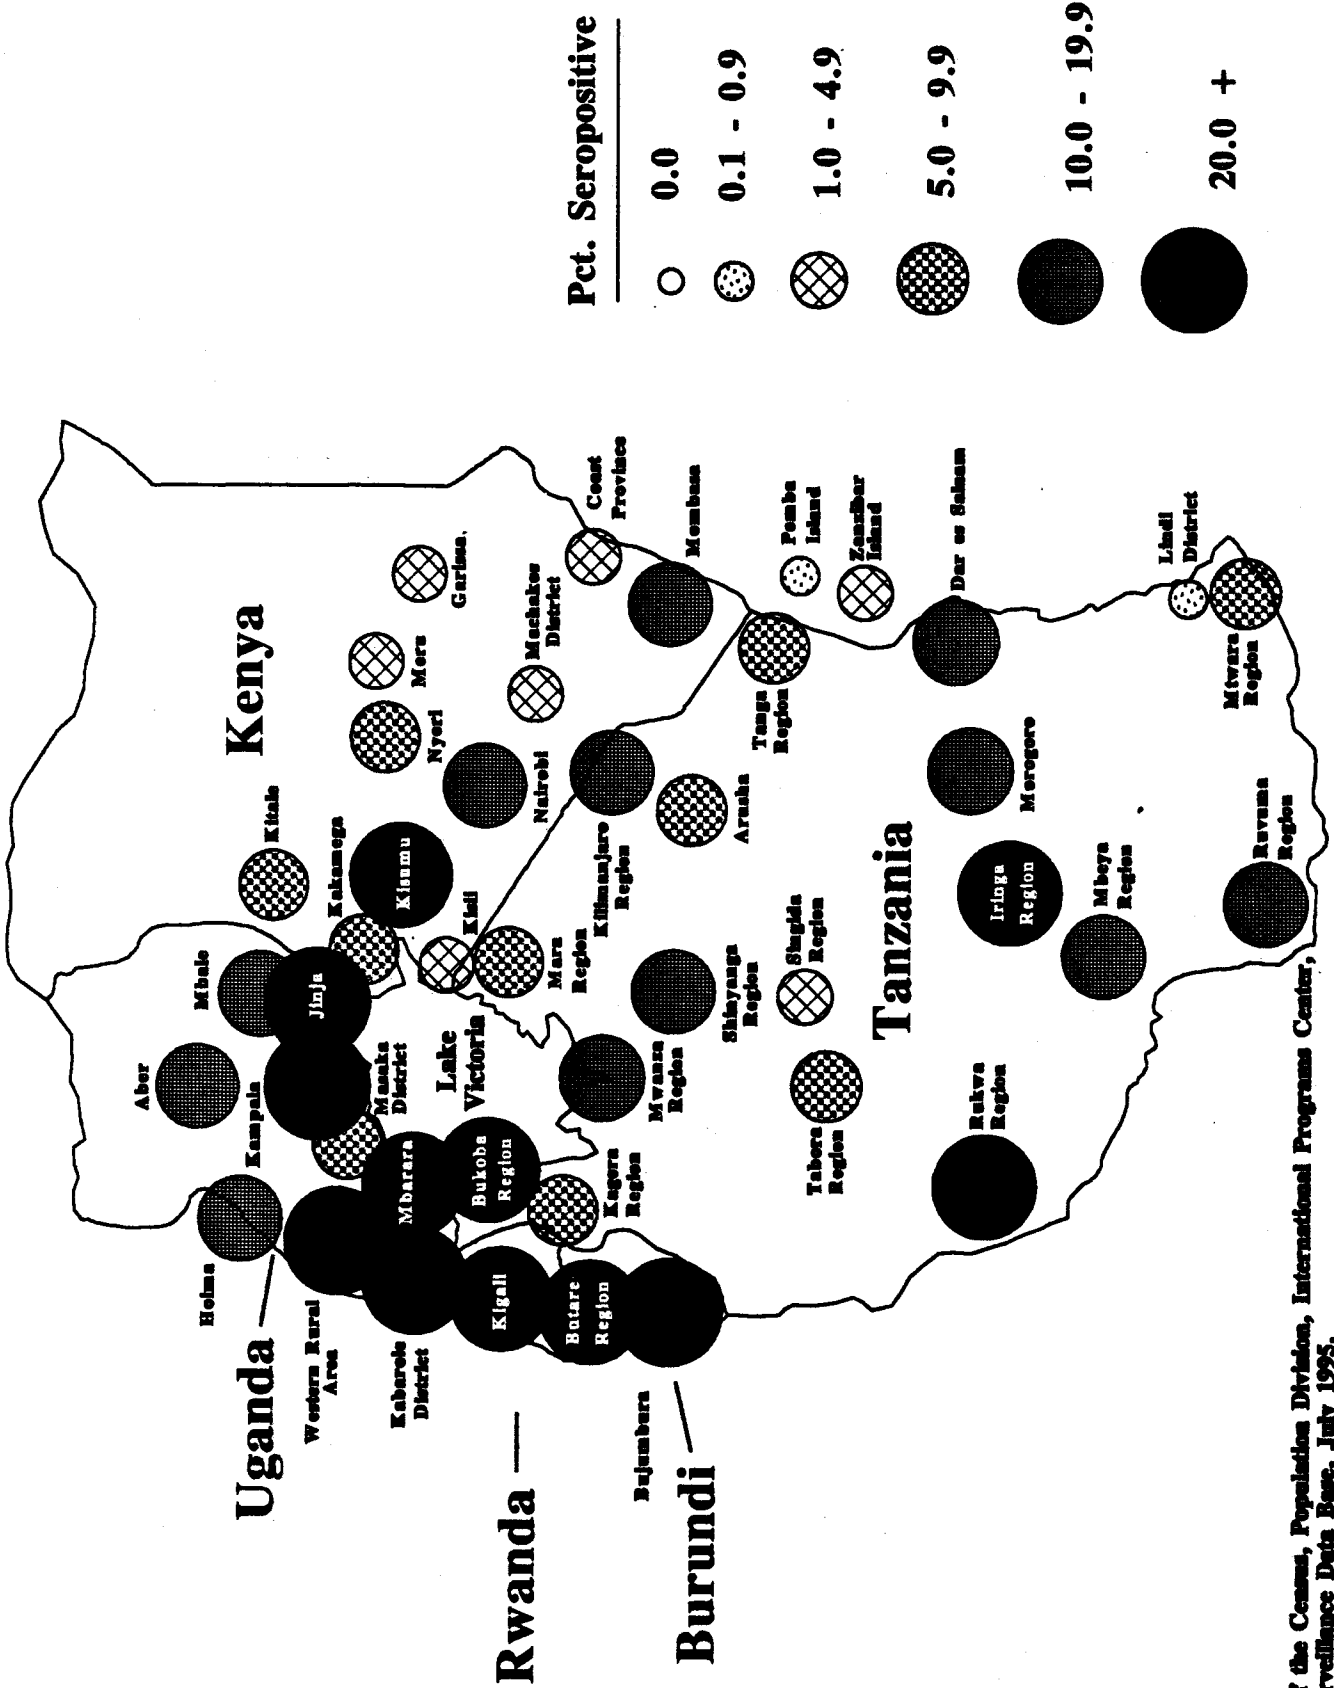 Kenya
Uganda
Rwanda
Burundi
Tanzania
Lake
Victoria
Kitale
Kakamega
Kisumu
Kisii
Nyeri
Meru
Garissa
Nairobi
Machakos
District
Coast
Province
Mombasa
Mbale
Jinja
Aber
Kampala
Masaka
District
Hoima
Western Rural
Area
Mbarara
Kabarole
District
Kigali
Butare
Region
Bujumbura
Bukoba
Region
Kagera
Region
Mwanza
Region
Mara
Region
Shinyanga
Region
Kilimanjaro
Region
Arusha
Tanga
Region
Pemba
Island
Zanzibar
Island
Singida
Region
Tabora
Region
Dar es Salaam
Morogoro
Iringa
Region
Rukwa
Region
Mbeya
Region
Ruvuma
Region
Lindi
District
Mtwara
Region
Pct. Seropositive
0.0
0.1 - 0.9
1.0 - 4.9
5.0 - 9.9
10.0 - 19.9
20.0 +
the Census, Population Division, International Programs Center,
Data Base, July 1995.